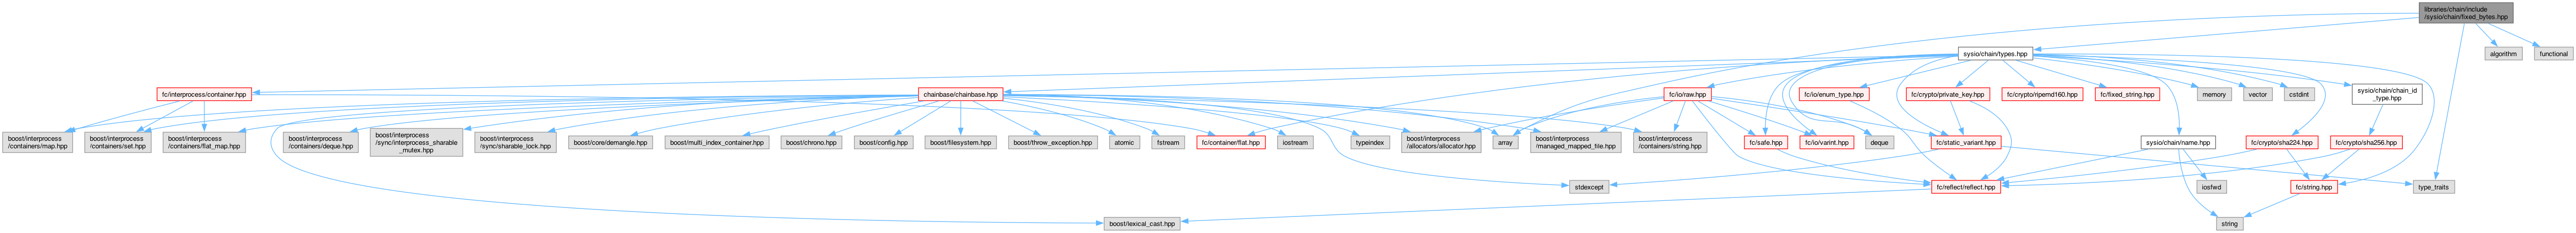 libraries/chain/include
/sysio/chain/fixed_bytes.hpp
sysio/chain/types.hpp
algorithm
functional
fc/interprocess/container.hpp
chainbase/chainbase.hpp
fc/io/raw.hpp
fc/io/enum_type.hpp
fc/crypto/private_key.hpp
fc/crypto/ripemd160.hpp
fc/fixed_string.hpp
memory
vector
cstdint
sysio/chain/chain_id
_type.hpp
boost/interprocess
/containers/map.hpp
boost/interprocess
/containers/set.hpp
boost/interprocess
/containers/flat_map.hpp
boost/interprocess
/containers/deque.hpp
boost/interprocess
/sync/interprocess_sharable
_mutex.hpp
boost/interprocess
/sync/sharable_lock.hpp
boost/core/demangle.hpp
boost/multi_index_container.hpp
boost/chrono.hpp
boost/config.hpp
boost/filesystem.hpp
boost/throw_exception.hpp
atomic
fstream
fc/container/flat.hpp
iostream
typeindex
boost/interprocess
/allocators/allocator.hpp
array
boost/interprocess
/managed_mapped_file.hpp
boost/interprocess
/containers/string.hpp
fc/safe.hpp
fc/io/varint.hpp
deque
fc/static_variant.hpp
sysio/chain/name.hpp
fc/crypto/sha224.hpp
fc/crypto/sha256.hpp
stdexcept
fc/reflect/reflect.hpp
iosfwd
fc/string.hpp
type_traits
boost/lexical_cast.hpp
string